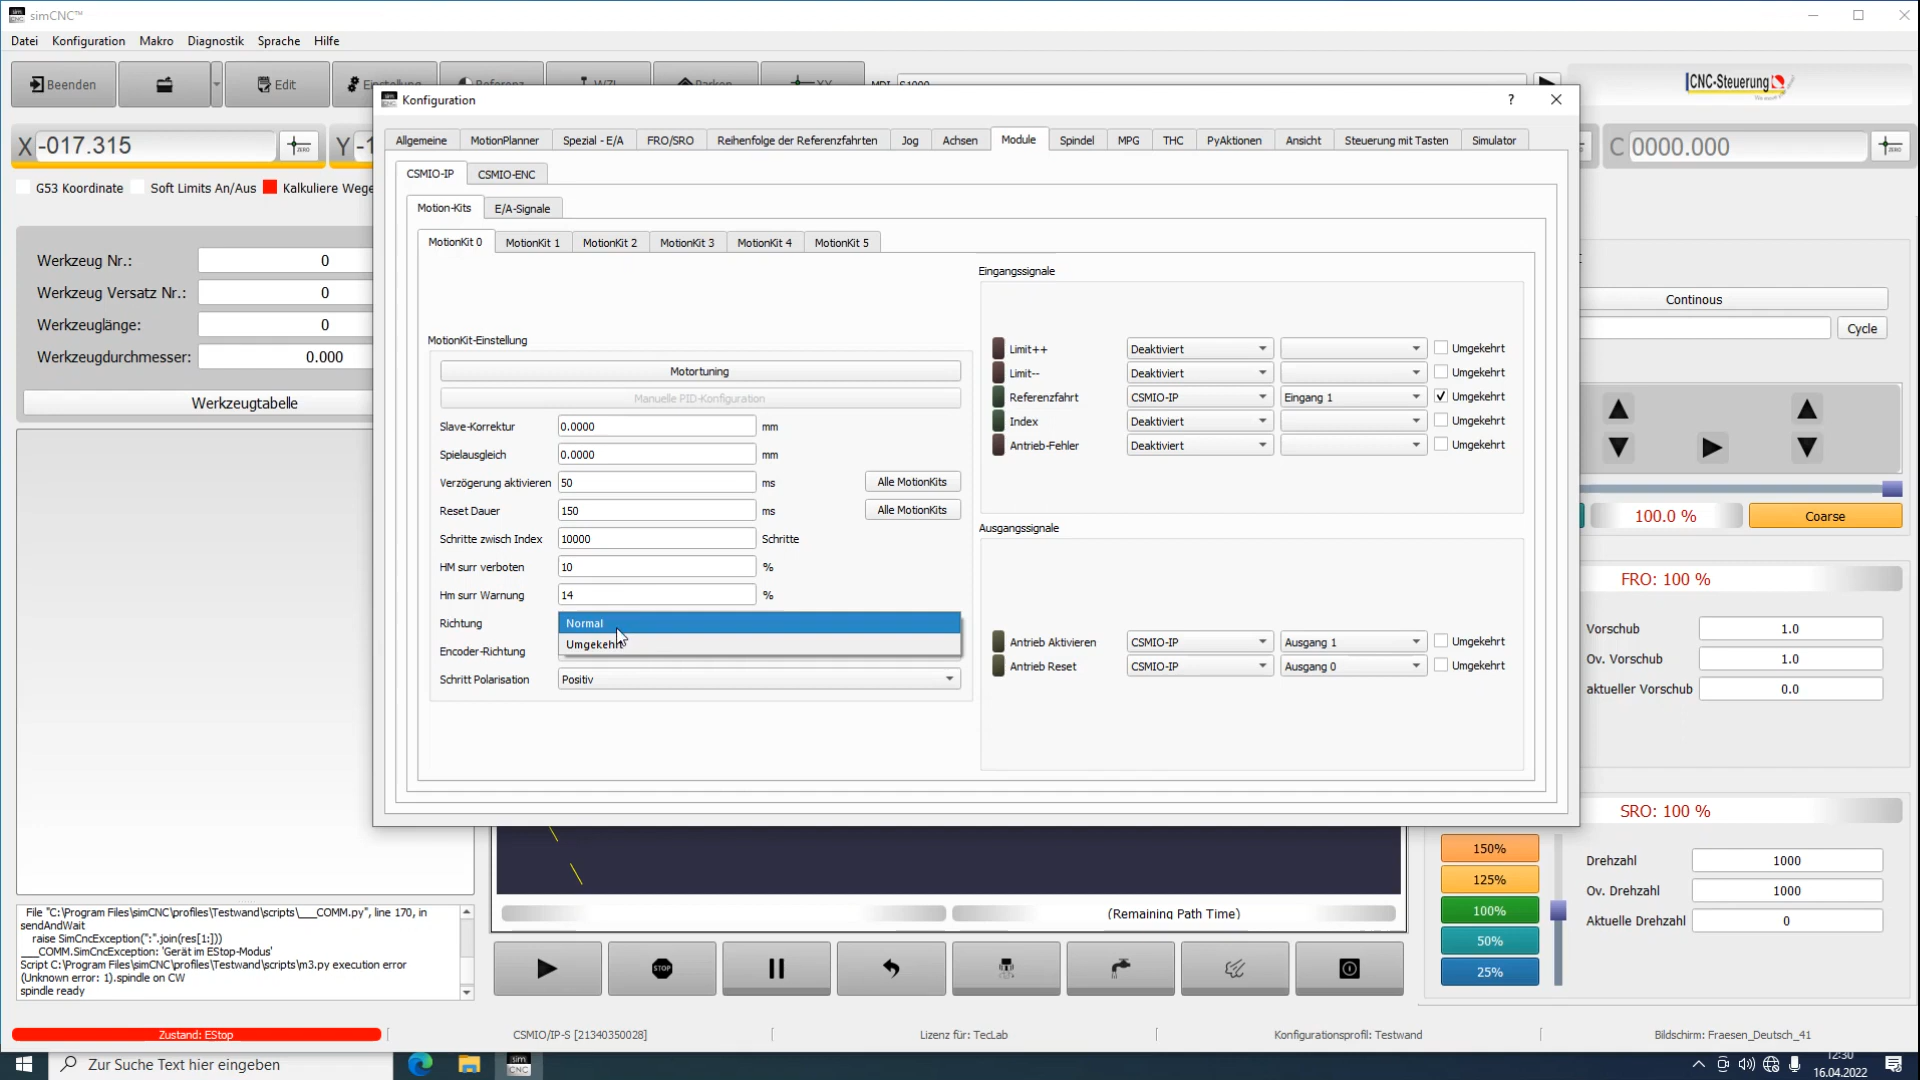 simCNC™
Datei Konfiguration Makro Diagnostik Sprache Hilfe
Beenden Edit
CNC-Steuerung
Konfiguration
? ×
X -017.315
C 0000.000
G53 Koordinate Soft Limits An/Aus Kalkuliere Wege
Allgemeine MotionPlanner Spezial - E/A FRO/SRO Reihenfolge der Referenzfahrten Jog Achsen Module Spindel MPG THC PyAktionen Ansicht Steuerung mit Tasten Simulator
CSMIO-IP CSMIO-ENC
Motion-Kits E/A-Signale
MotionKit 0 MotionKit 1 MotionKit 2 MotionKit 3 MotionKit 4 MotionKit 5
Werkzeug Nr.: 0
Werkzeug Versatz Nr.: 0
Werkzeuglänge: 0
Werkzeugdurchmesser: 0.000
Werkzeugtabelle
MotionKit-Einstellung
Motortuning
Manuelle PID-Konfiguration
Slave-Korrektur 0.0000 mm
Spielausgleich 0.0000 mm
Verzögerung aktivieren 50 ms Alle MotionKits
Reset Dauer 150 ms Alle MotionKits
Schritte zwisch Index 10000 Schritte
HM surr verboten 10 %
Hm surr Warnung 14 %
Richtung Normal
Umgekehrt
Encoder-Richtung
Schritt Polarisation Positiv
Eingangssignale
Limit++ Deaktiviert Umgekehrt
Limit-- Deaktiviert Umgekehrt
Referenzfahrt CSMIO-IP Eingang 1 Umgekehrt
Index Deaktiviert Umgekehrt
Antrieb-Fehler Deaktiviert Umgekehrt
Ausgangssignale
Antrieb Aktivieren CSMIO-IP Ausgang 1 Umgekehrt
Antrieb Reset CSMIO-IP Ausgang 0 Umgekehrt
Continous
Cycle
100.0 % Coarse
FRO: 100 %
Vorschub 1.0
Ov. Vorschub 1.0
aktueller Vorschub 0.0
SRO: 100 %
150%
125%
100%
50%
25%
Drehzahl 1000
Ov. Drehzahl 1000
Aktuelle Drehzahl 0
File "C:\Program Files\simCNC\profiles\Testwand\scripts\___COMM.py", line 170, in
sendAndWait
raise SimCncException(":".join(res[1:]))
___COMM.SimCncException: 'Gerät im EStop-Modus'
Script C:\Program Files\simCNC\profiles\Testwand\scripts\m3.py execution error
(Unknown error: 1).spindle on CW
spindle ready
(Remaining Path Time)
STOP
Zustand: EStop CSMIO/IP-S [21340350028] Lizenz für: TecLab Konfigurationsprofil: Testwand Bildschirm: Fraesen_Deutsch_41
Zur Suche Text hier eingeben
sim
CNC
12:30
16.04.2022